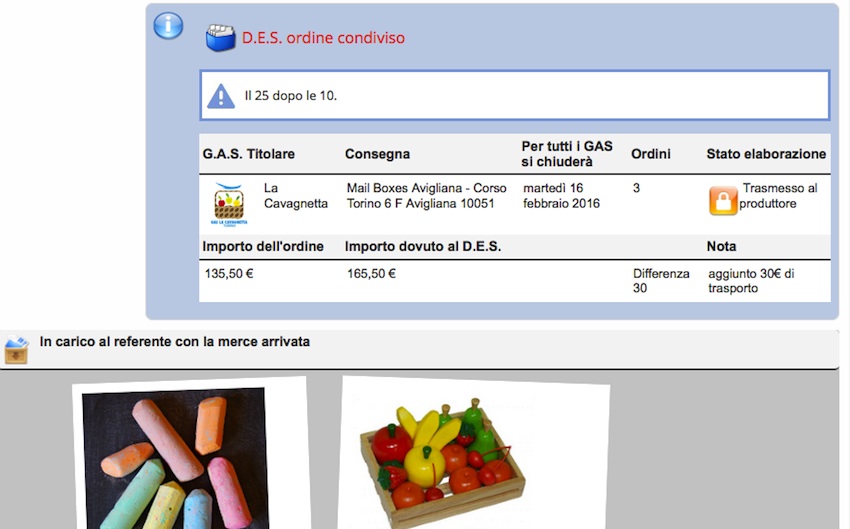 D.E.S. ordine condiviso
Il 25 dopo le 10.
G.A.S. Titolare Consegna Per tutti i GAS si chiuderà Ordini Stato elaborazione
La Cavagnetta Mail Boxes Avigliana - Corso Torino 6 F Avigliana 10051 martedì 16 febbraio 2016 3 Trasmesso al produttore
Importo dell'ordine Importo dovuto al D.E.S. Nota
135,50 € 165,50 € Differenza 30 aggiunto 30€ di trasporto
In carico al referente con la merce arrivata